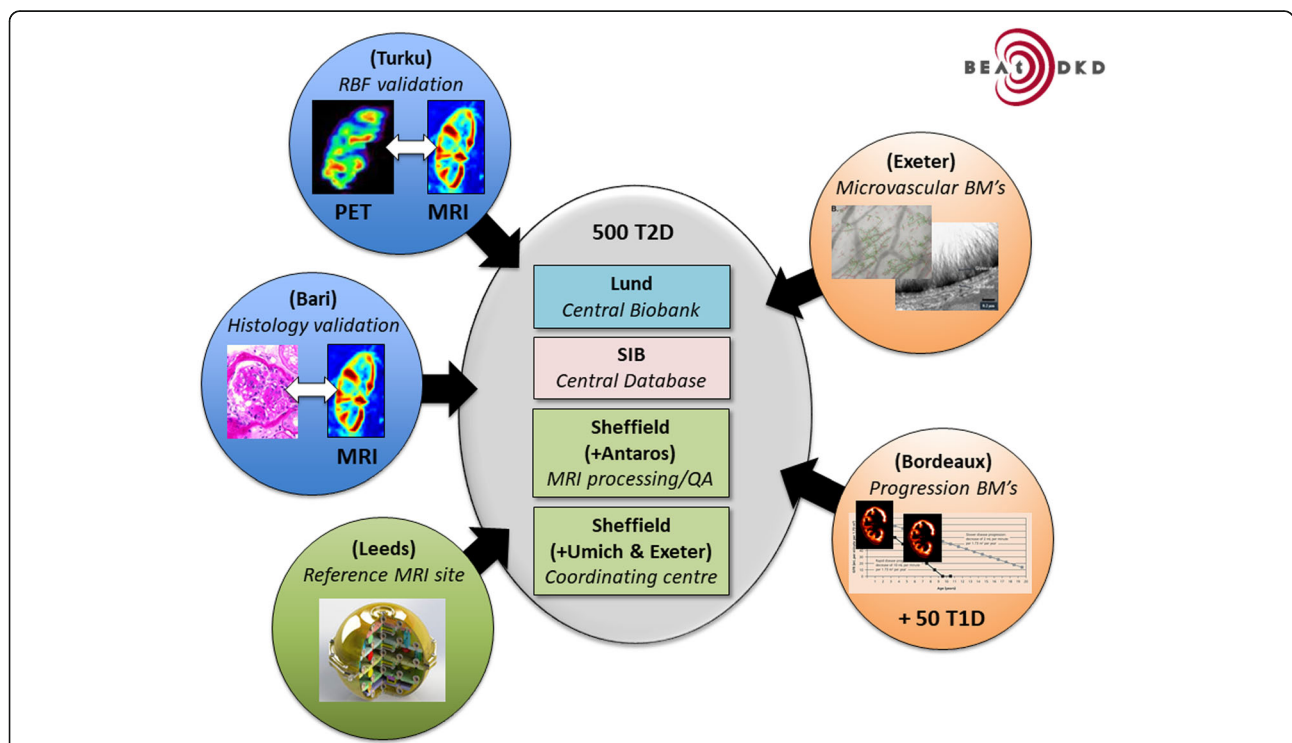 BEAt DKD
(Turku)
RBF validation
PET
MRI
(Exeter)
Microvascular BM's
B.
500 T2D
Lund
Central Biobank
(Bari)
Histology validation
MRI
SIB
Central Database
Sheffield
(+Antaros)
MRI processing/QA
(Bordeaux)
Progression BM's
Age (years)
+ 50 T1D
(Leeds)
Reference MRI site
Sheffield
(+Umich & Exeter)
Coordinating centre